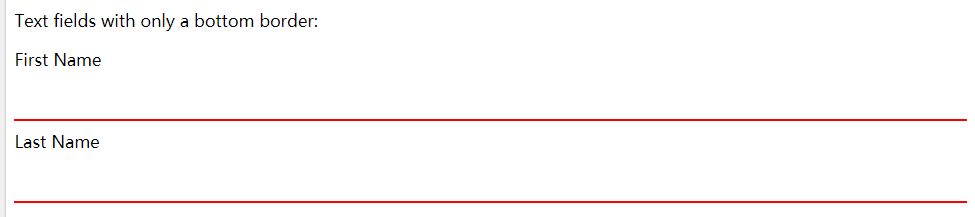 Text fields with only a bottom border:
First Name
Last Name